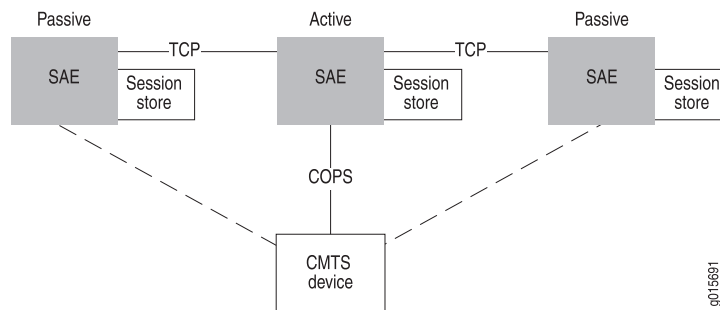 Passive Active Passive
TCP TCP
SAE SAE SAE
Session Session Session
store store store
COPS
CMTS
device
g015691